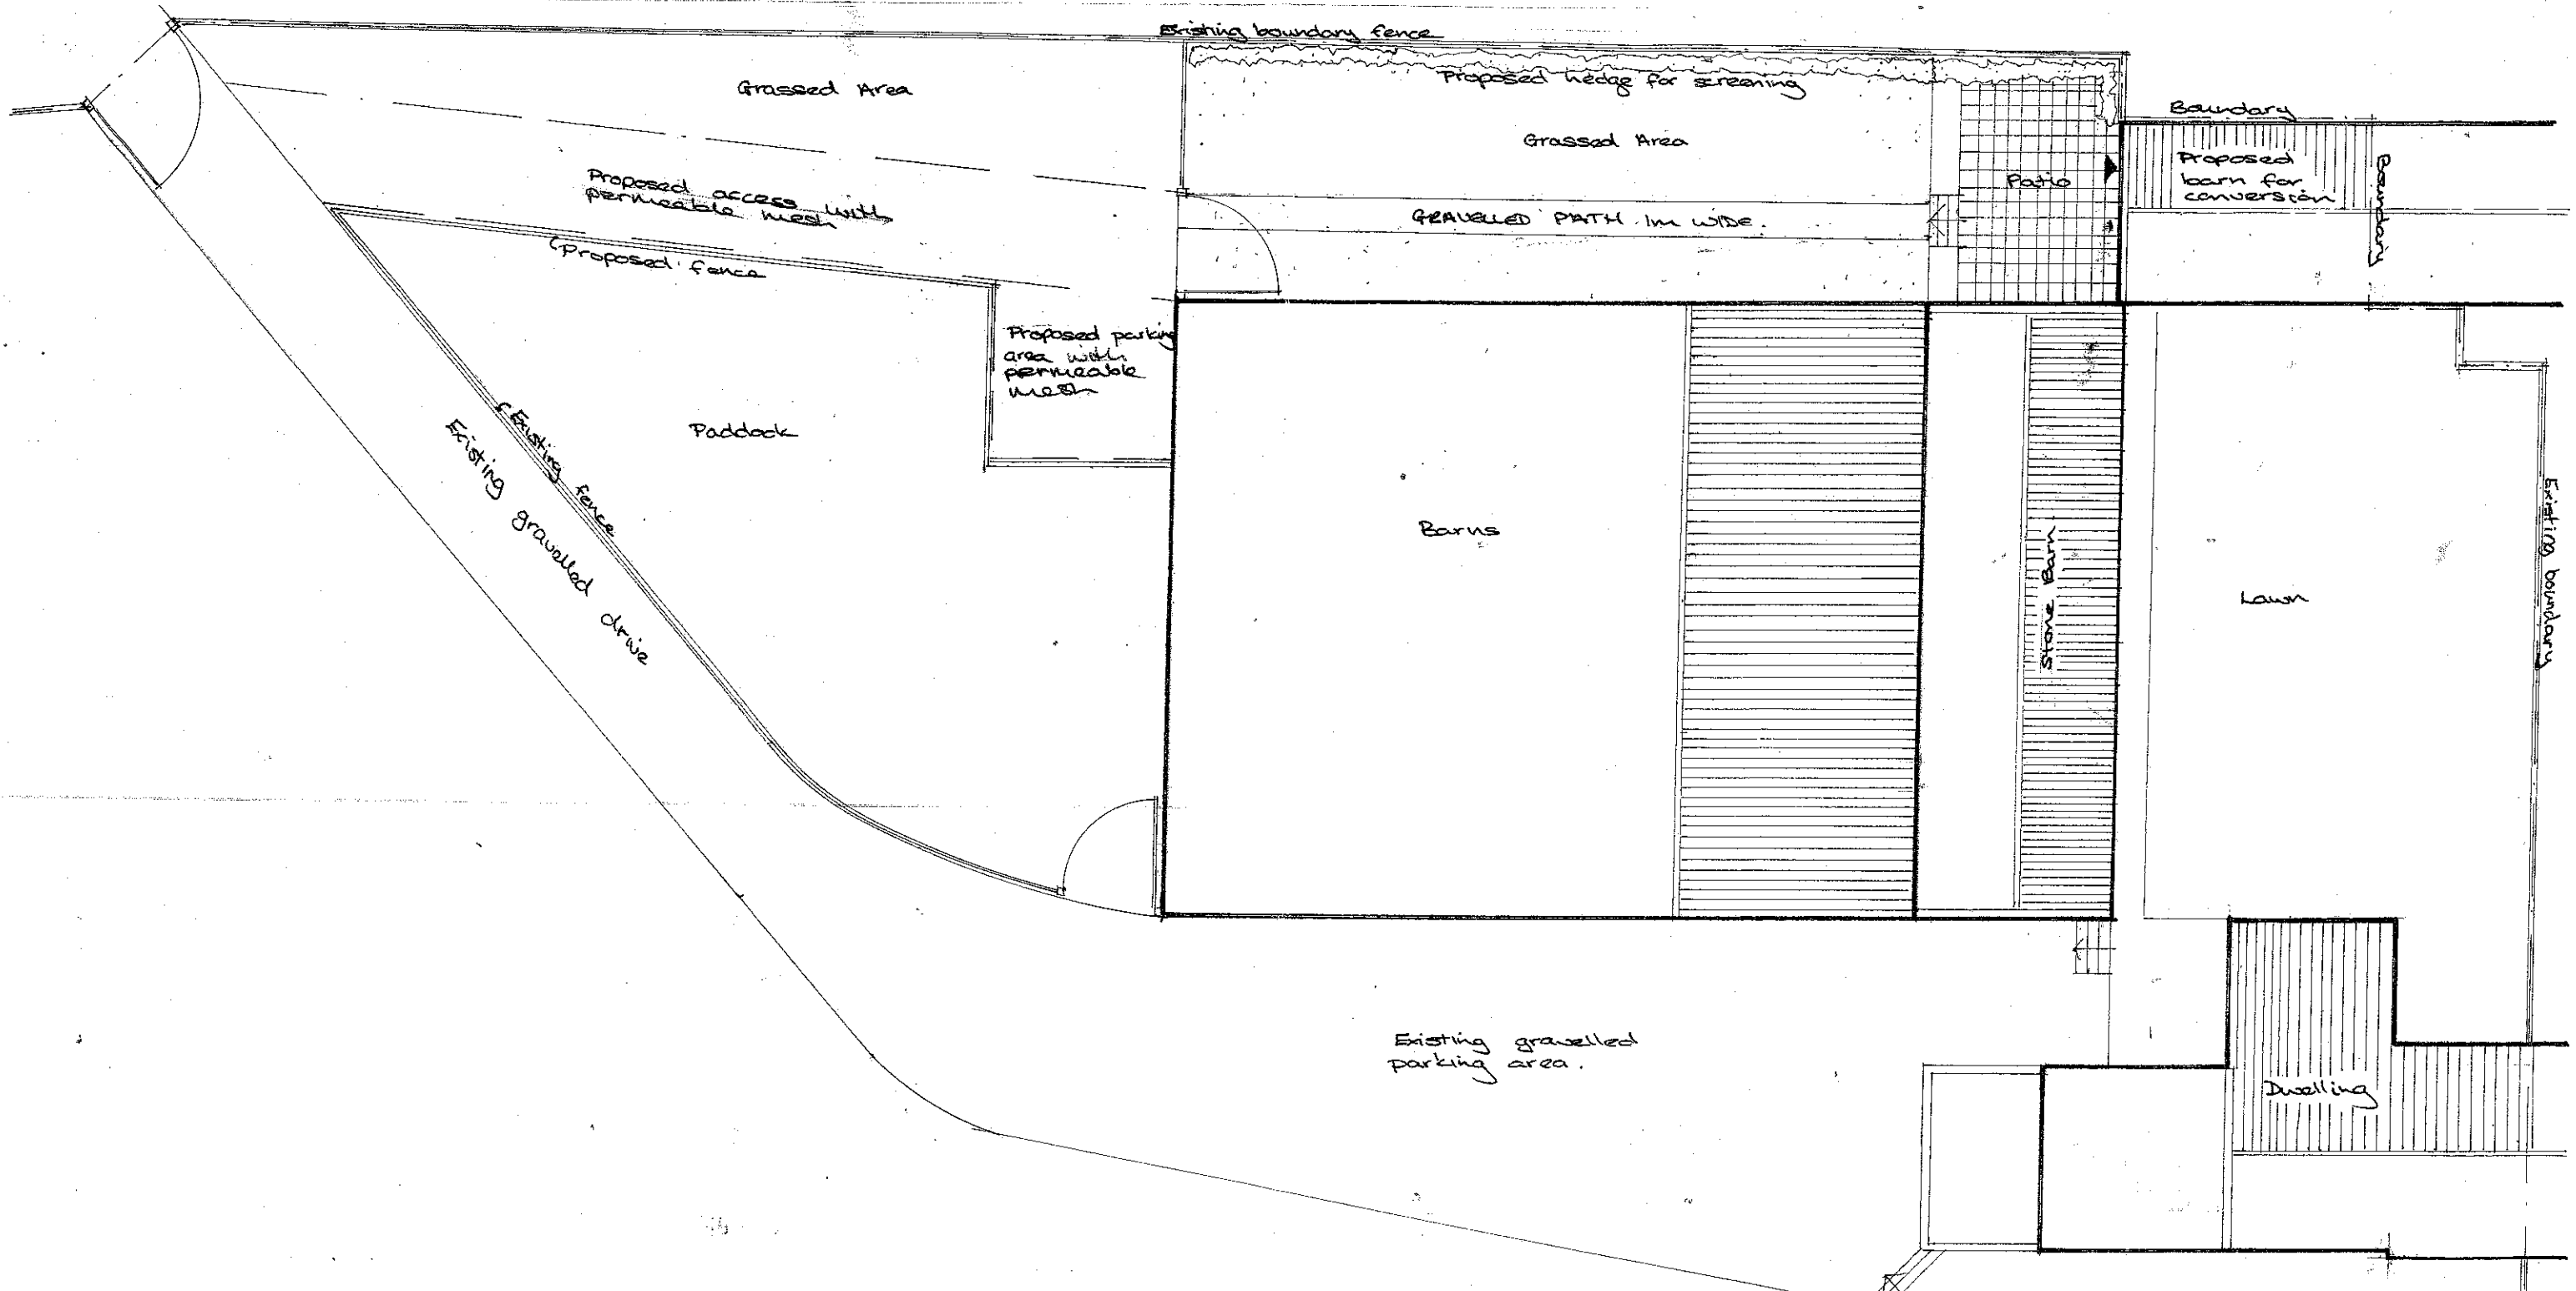 Existing boundary fence
Grassed Area
Proposed hedge for screening
Boundary
Grassed Area
Proposed
barn for
conversion
Boundary
Patio
Proposed access with
permeable mesh
GRAVELLED PATH 1m WIDE.
Proposed fence
Proposed parking
area with
permeable
mesh
Existing fence
Existing gravelled drive
Paddock
Barns
Stone Barn
Lawn
Existing boundary
Existing gravelled
parking area.
Dwelling